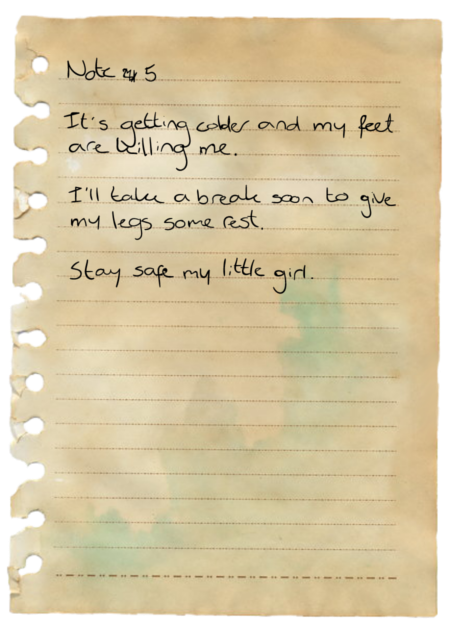 Note 5
It's getting colder and my feet
are killing me.
I'll take a break soon to give
my legs some rest.
Stay safe my little girl.